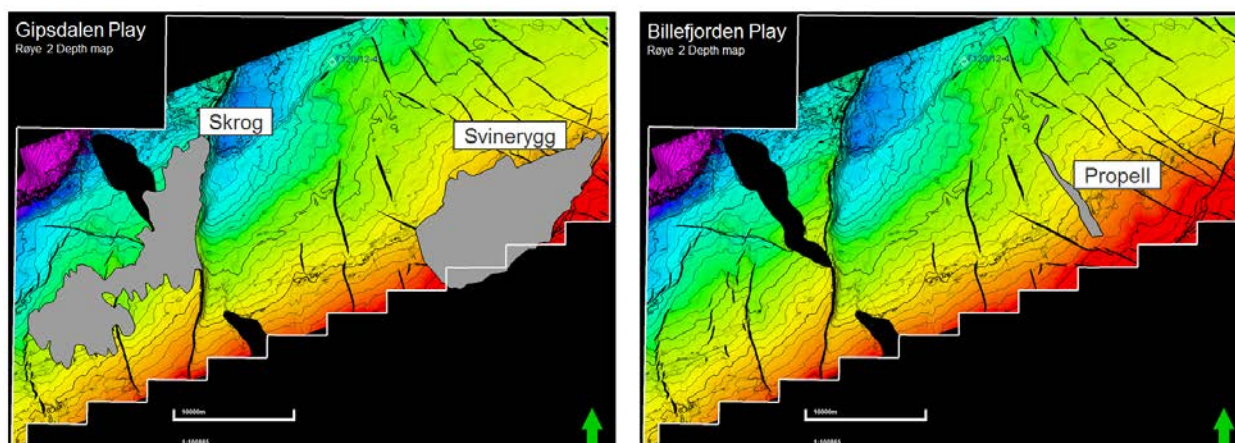 Gipsdalen Play
Røye 2 Depth map
Skrog
Svinerygg
10000m
Billefjorden Play
Røye 2 Depth map
Propell
10000m